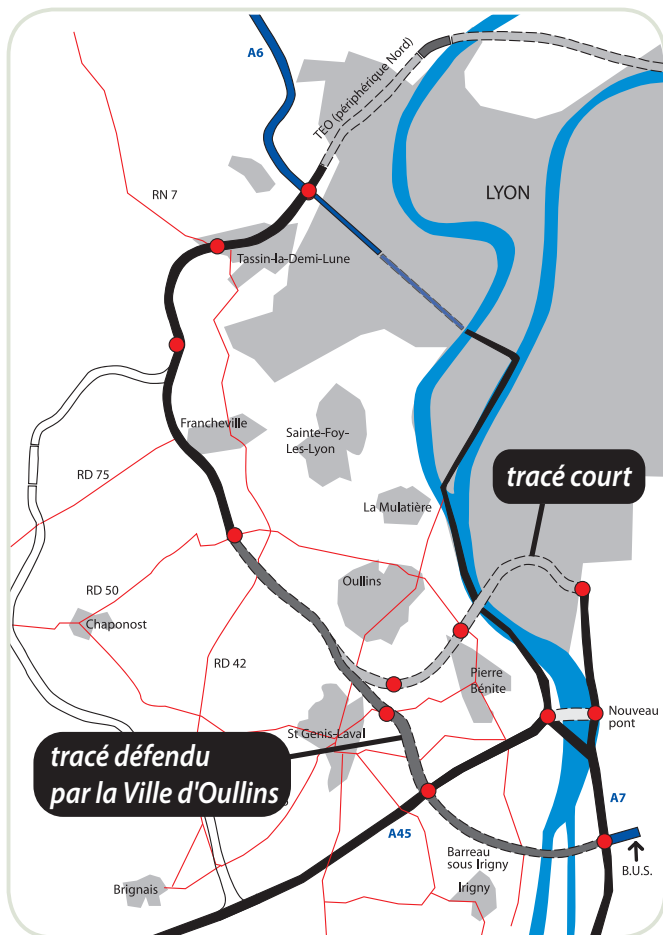 A6
TEO (périphérique Nord)
RN 7
LYON
Tassin-la-Demi-Lune
Francheville
Sainte-Foy-
Les-Lyon
RD 75
tracé court
La Mulatière
RD 50
Oullins
Chaponost
RD 42
Pierre
Bénite
Nouveau
pont
St Genis-Laval
tracé défendu
par la Ville d'Oullins
A7
A45
Barreau
sous Irigny
B.U.S.
Brignais
Irigny